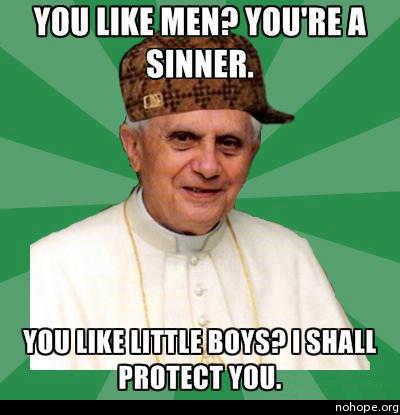 YOU LIKE MEN? YOU'RE A
SINNER.
YOU LIKE LITTLE BOYS? I SHALL
PROTECT YOU.
nohope.org